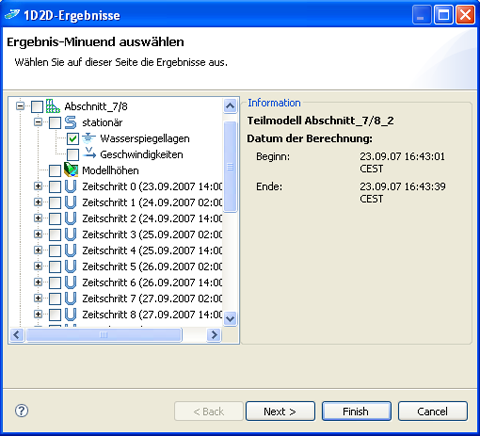 1D2D-Ergebnisse
Ergebnis-Minuend auswählen
Wählen Sie auf dieser Seite die Ergebnisse aus.
Abschnitt_7/8
stationär
Wasserspiegellagen
Geschwindigkeiten
Modellhöhen
Zeitschritt 0 (23.09.2007 14:00
Zeitschritt 1 (24.09.2007 02:00
Zeitschritt 2 (24.09.2007 14:00
Zeitschritt 3 (25.09.2007 02:00
Zeitschritt 4 (25.09.2007 14:00
Zeitschritt 5 (26.09.2007 02:00
Zeitschritt 6 (26.09.2007 14:00
Zeitschritt 7 (27.09.2007 02:00
Zeitschritt 8 (27.09.2007 14:00
Information
Teilmodell Abschnitt_7/8_2
Datum der Berechnung:
Beginn: 23.09.07 16:43:01
CEST
Ende: 23.09.07 16:43:39
CEST
< Back
Next >
Finish
Cancel